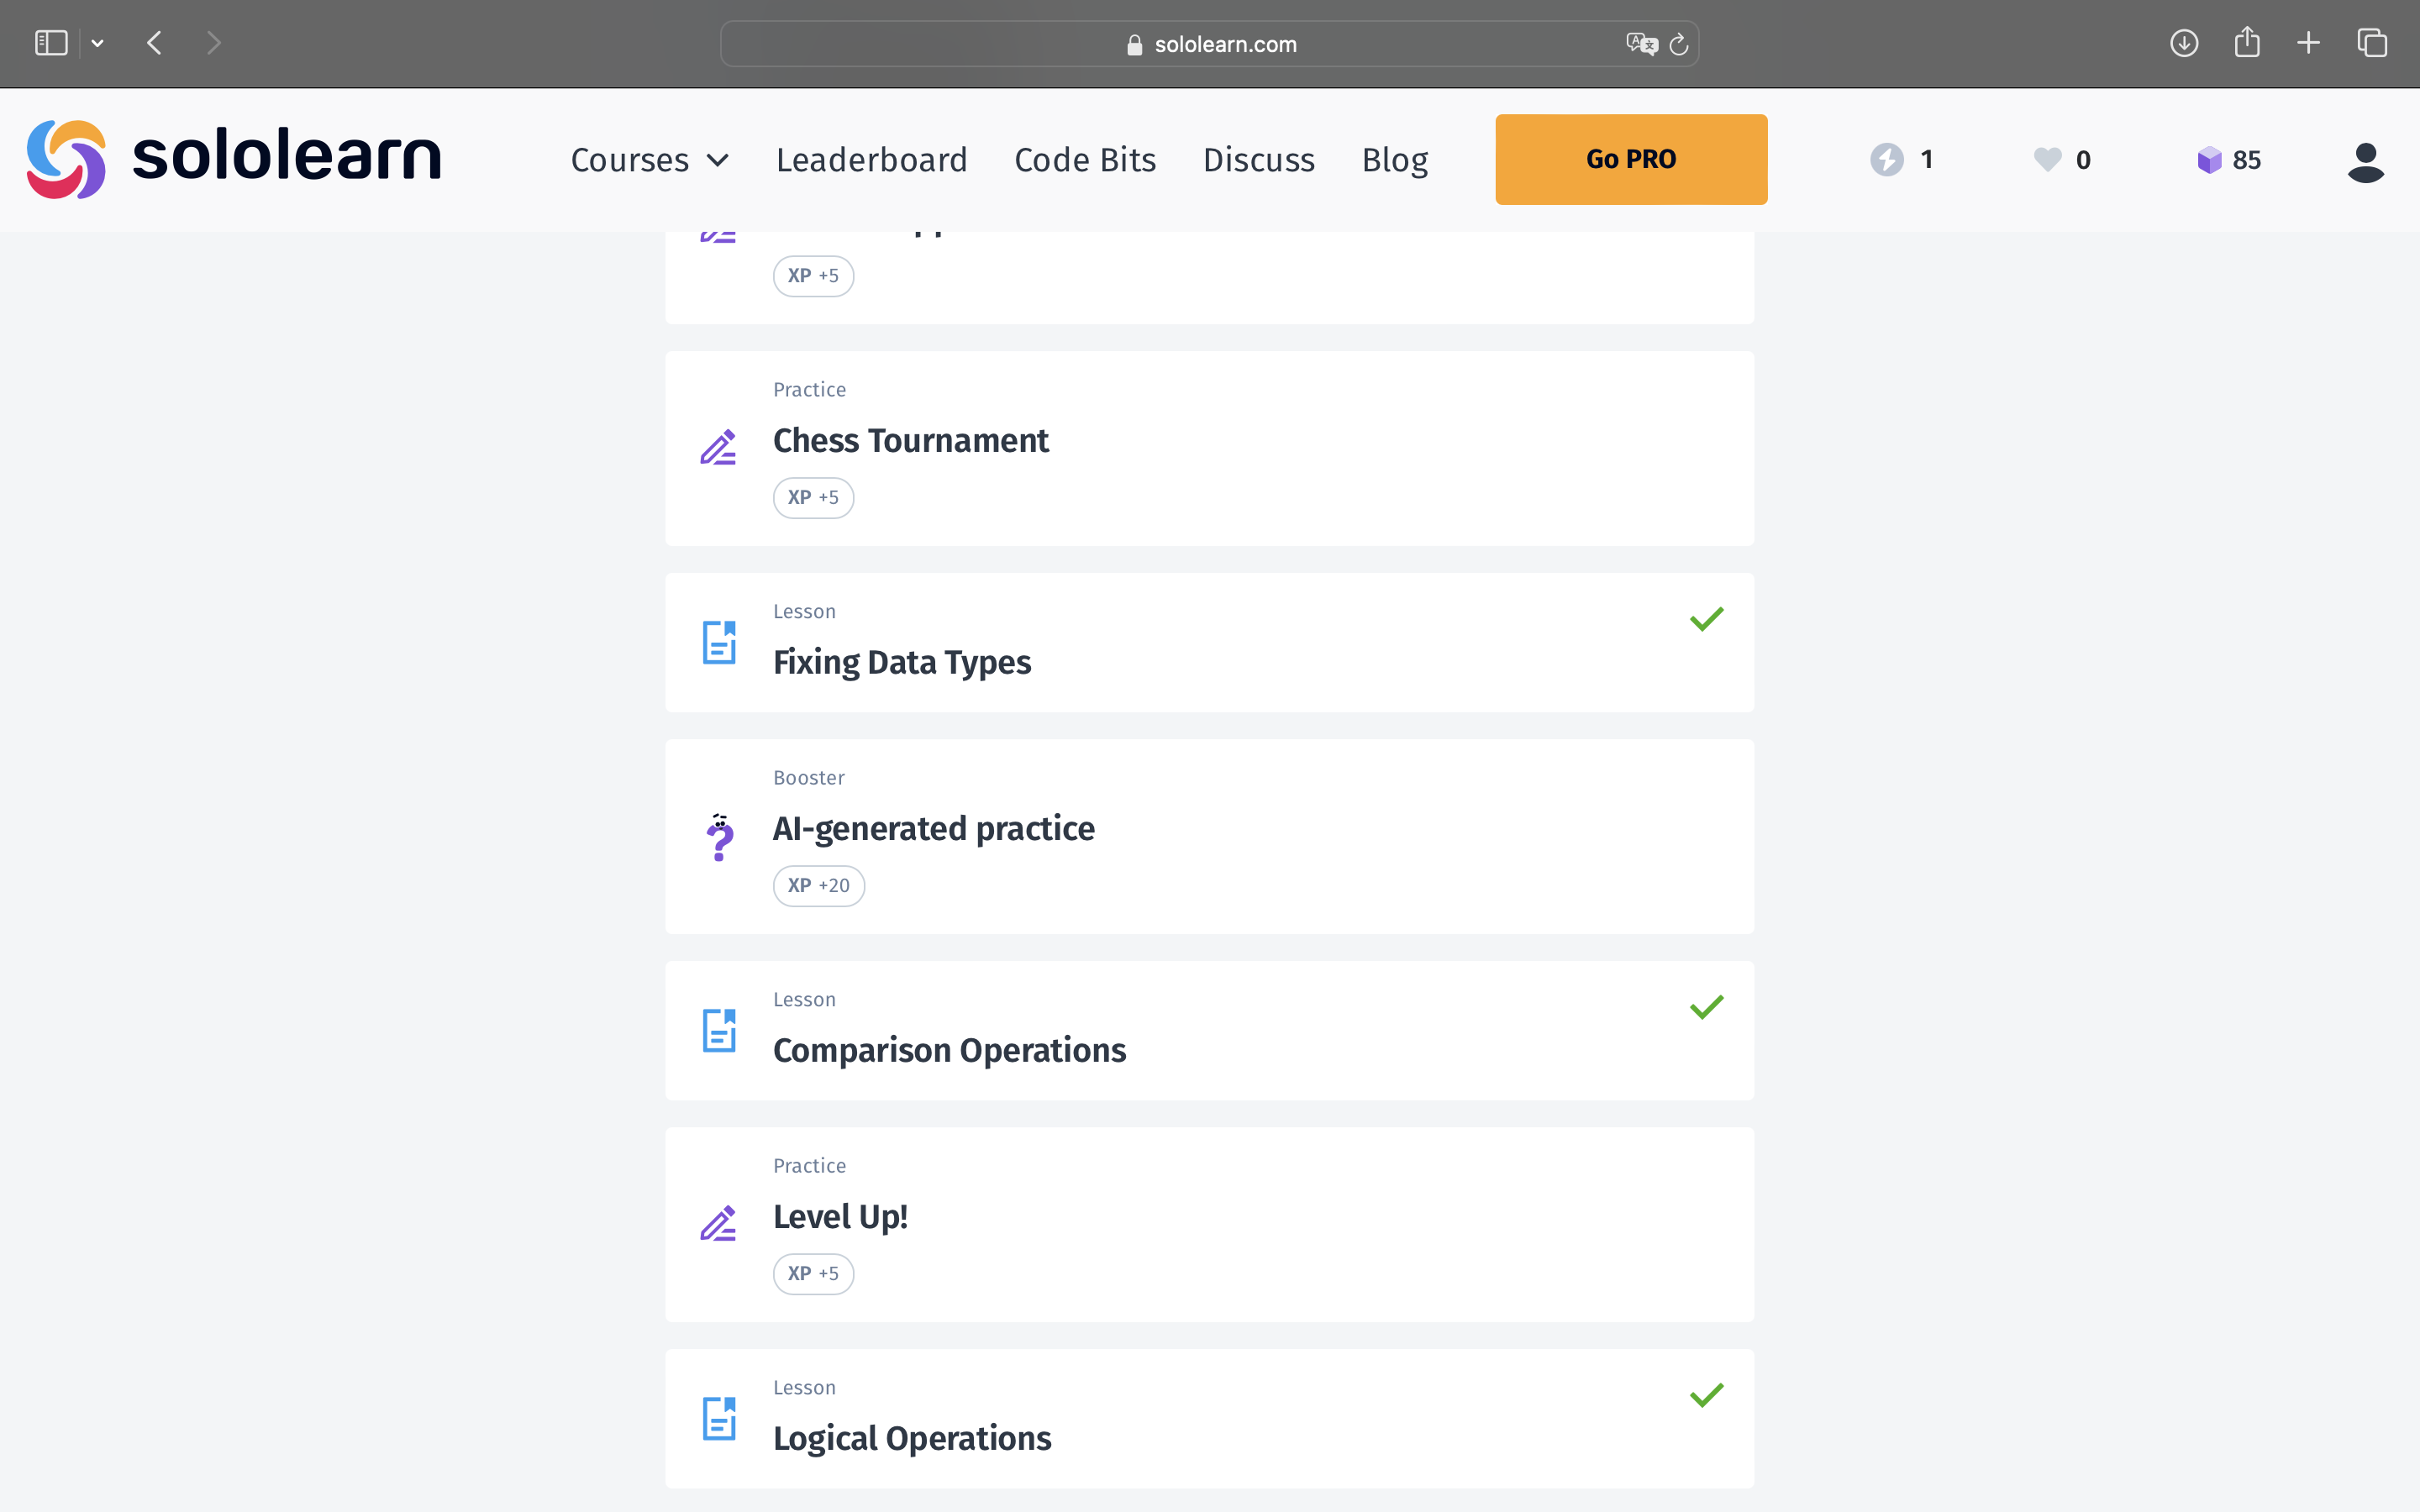 sololearn.com
sololearn
Courses
Leaderboard
Code Bits
Discuss
Blog
Go PRO
1
0
85
XP +5
Practice
Chess Tournament
XP +5
Lesson
Fixing Data Types
Booster
AI-generated practice
XP +20
Lesson
Comparison Operations
Practice
Level Up!
XP +5
Lesson
Logical Operations